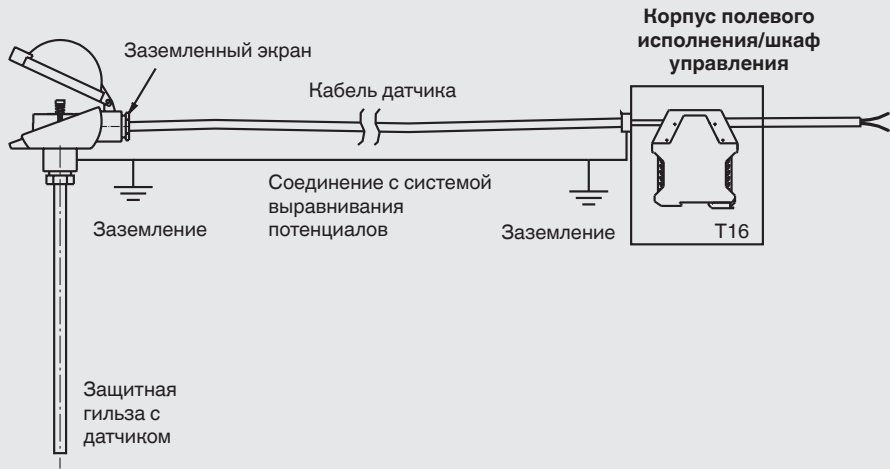 Корпус полевого
исполнения/шкаф
управления
Заземленный экран
Кабель датчика
Соединение с системой
выравнивания
потенциалов
Заземление
Заземление
T16
Защитная
гильза с
датчиком